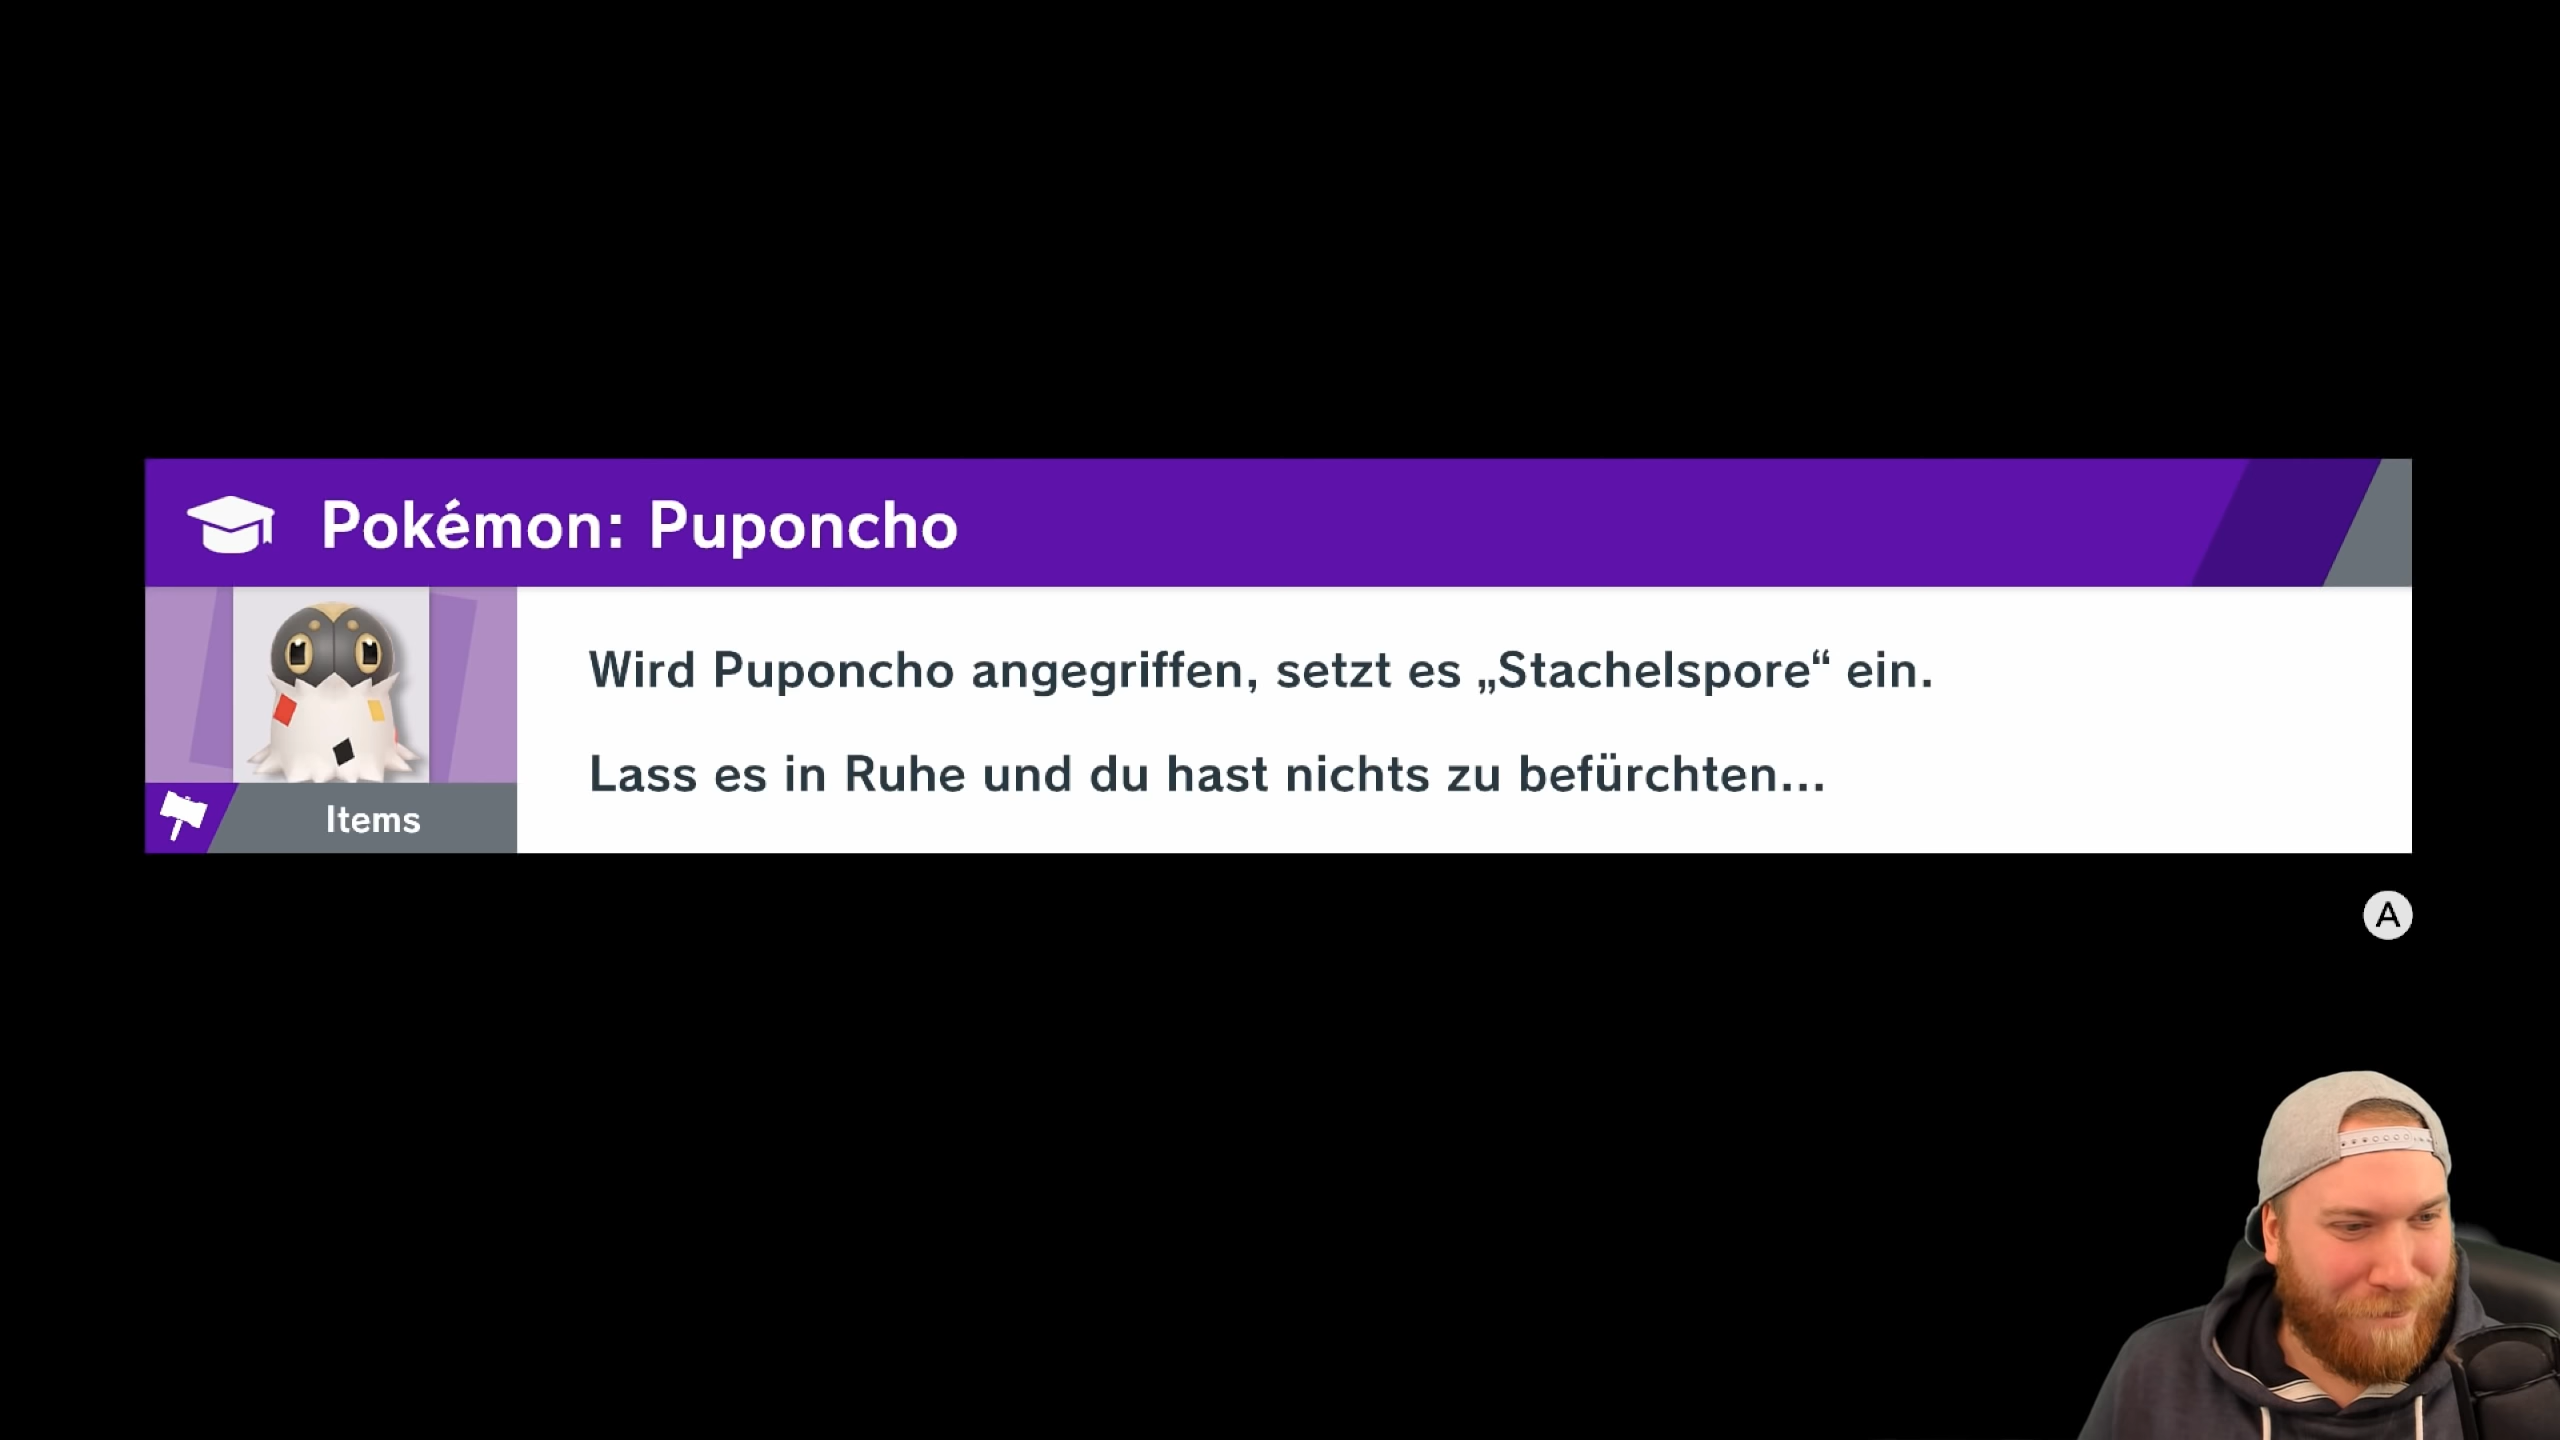 Pokémon: Puponcho
Wird Puponcho angegriffen, setzt es „Stachelspore“ ein.
Lass es in Ruhe und du hast nichts zu befürchten...
Items
A